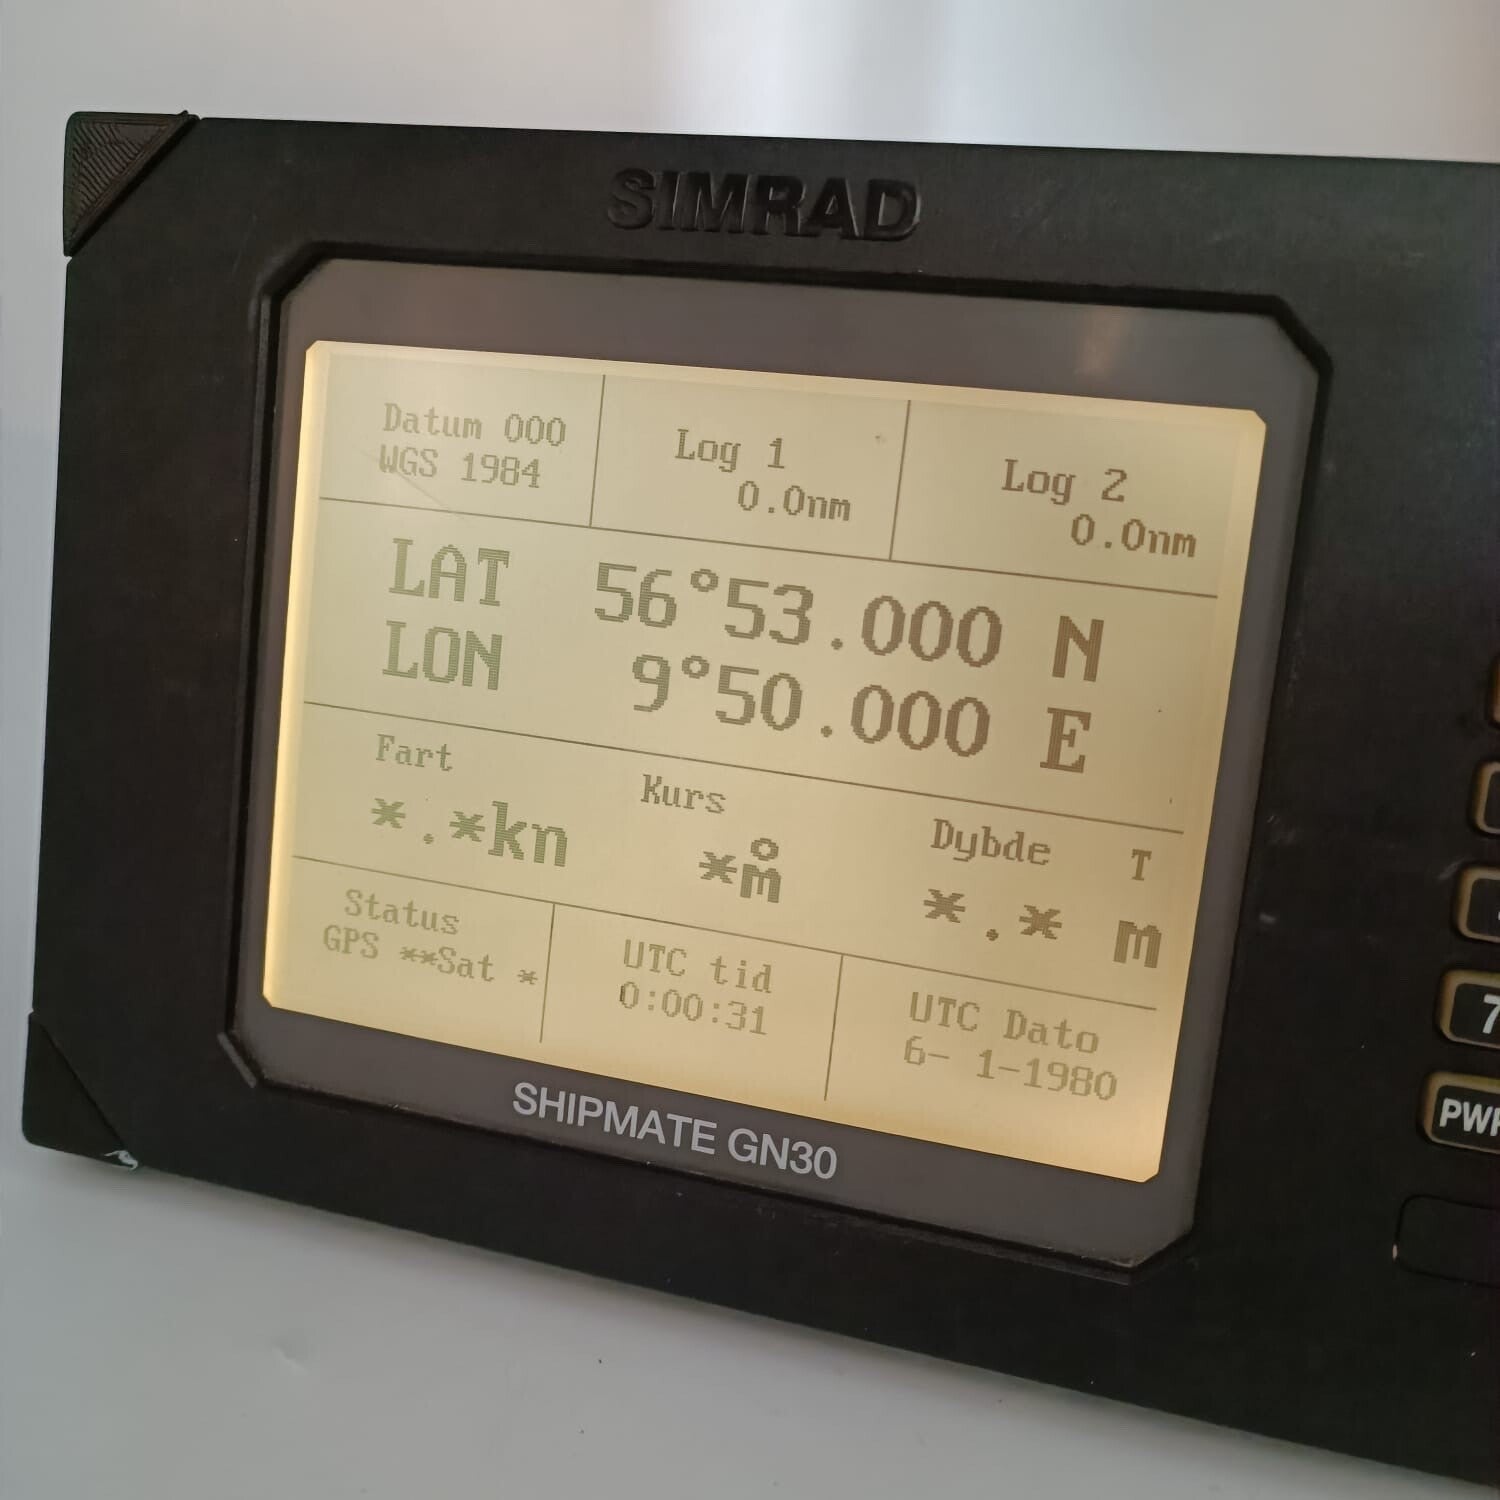 SIMRAD
Datum 000
WGS 1984
Log 1
0.0nm
Log 2
0.0nm
LAT 56°53.000 N
LON 9°50.000 E
Fart
*.*kn
Kurs
*°m
Dybde T
*.* m
Status
GPS **Sat *
UTC tid
0:00:31
UTC Dato
6- 1-1980
SHIPMATE GN30
7